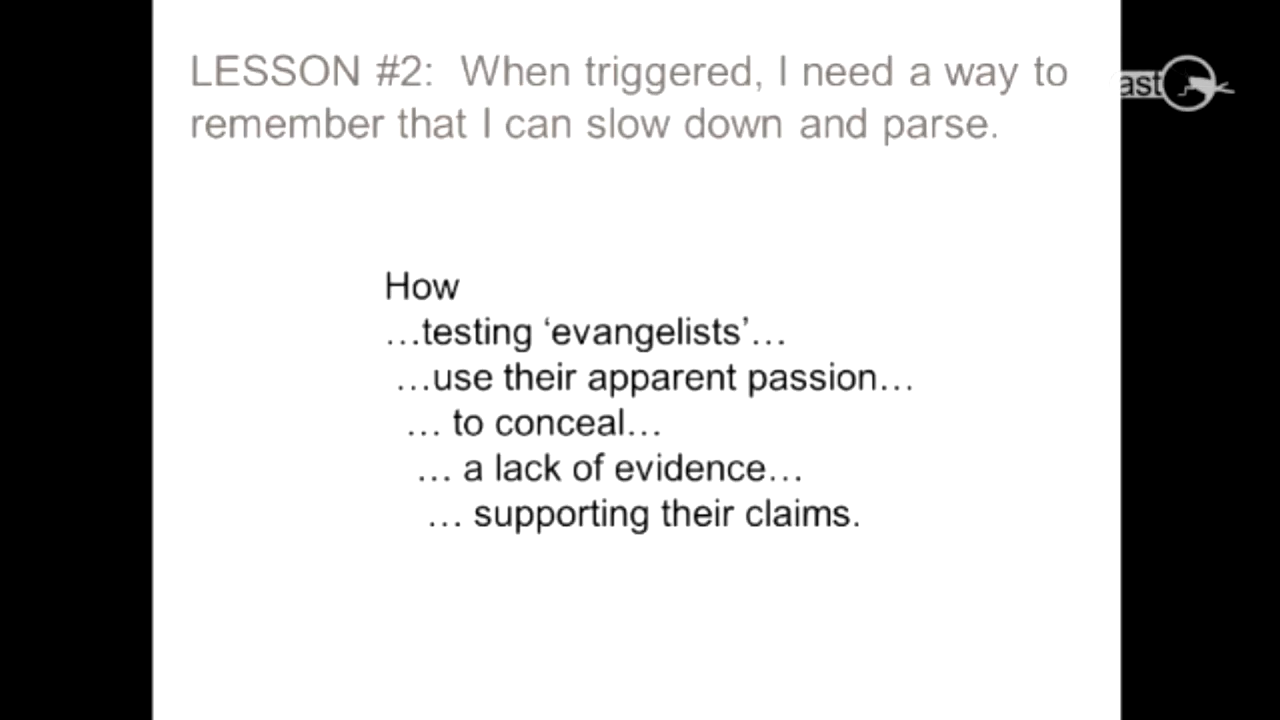 LESSON #2:  When triggered, I need a way to
remember that I can slow down and parse.
ast
How
…testing ‘evangelists’…
…use their apparent passion…
… to conceal…
… a lack of evidence…
… supporting their claims.